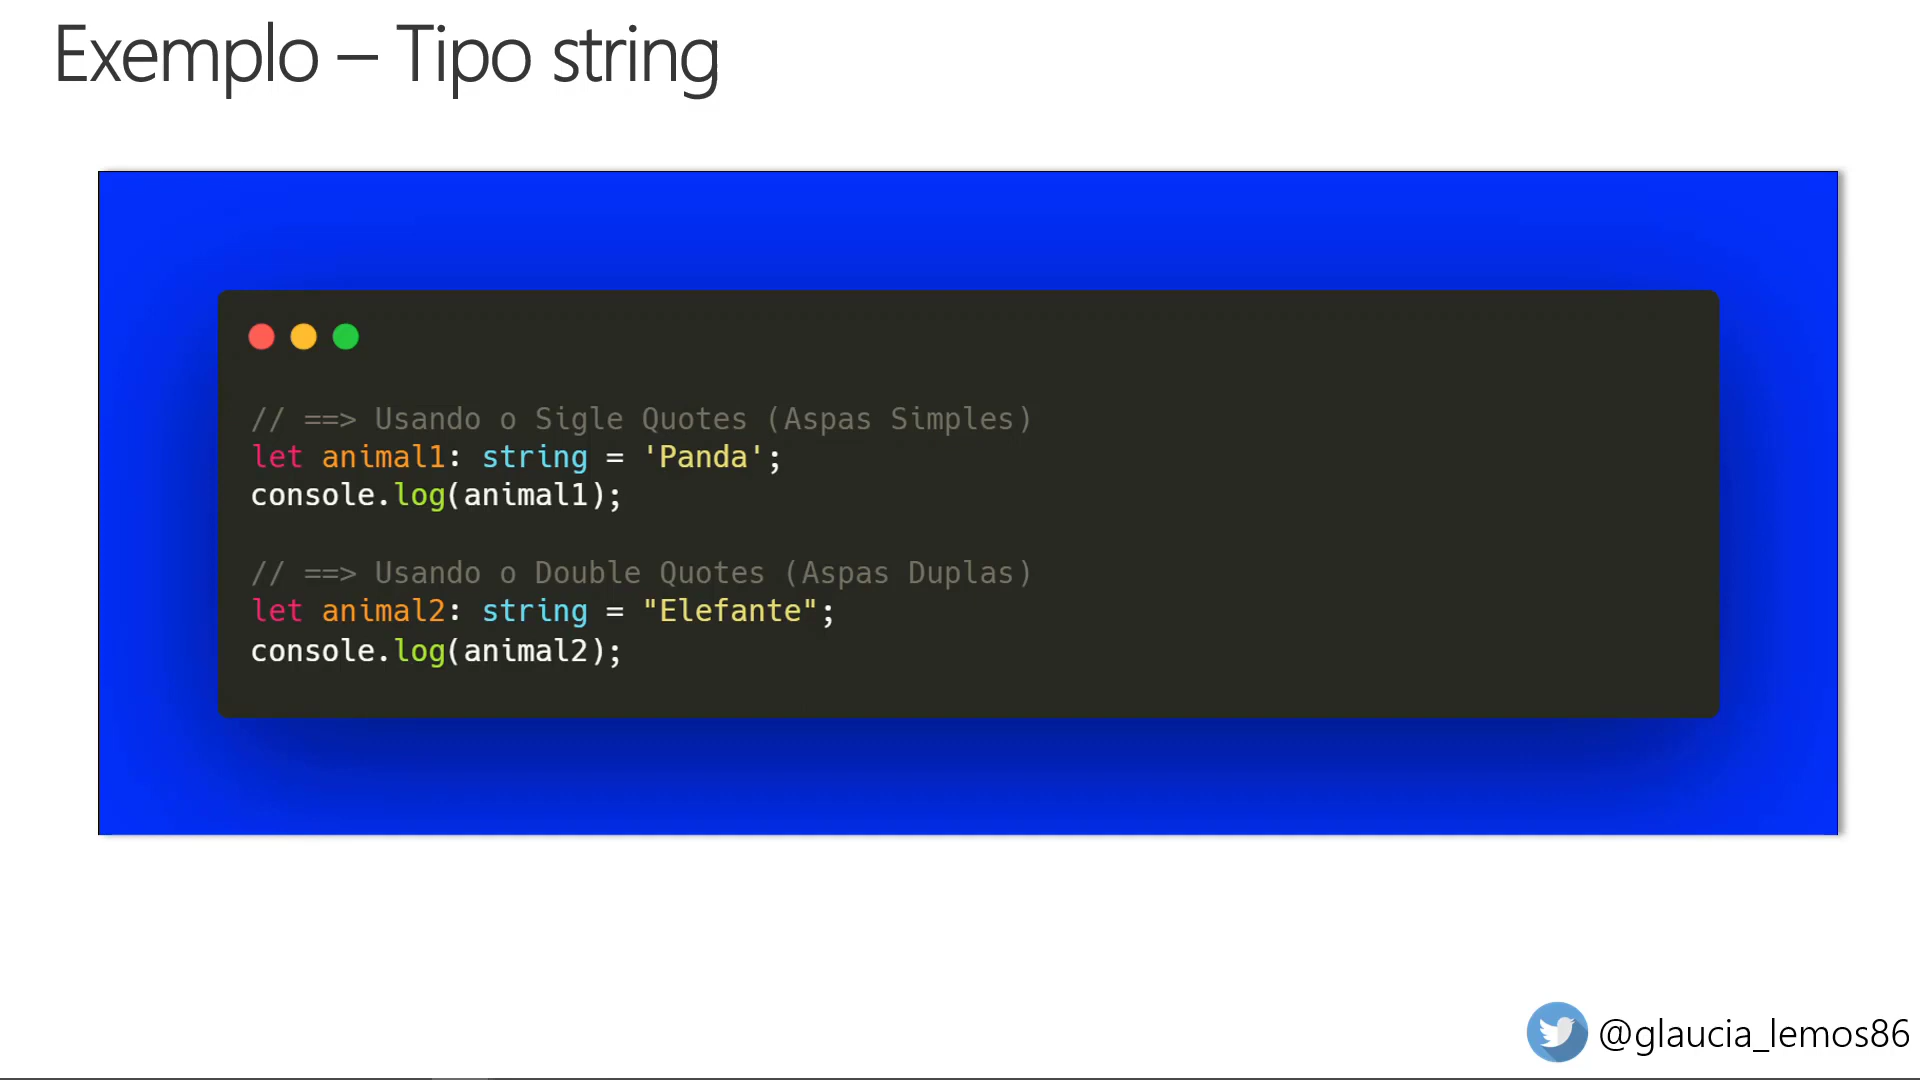 Exemplo – Tipo string
// ==> Usando o Sigle Quotes (Aspas Simples)
let animal1: string = 'Panda';
console.log(animal1);
// ==> Usando o Double Quotes (Aspas Duplas)
let animal2: string = "Elefante";
console.log(animal2);
@glaucia_lemos86